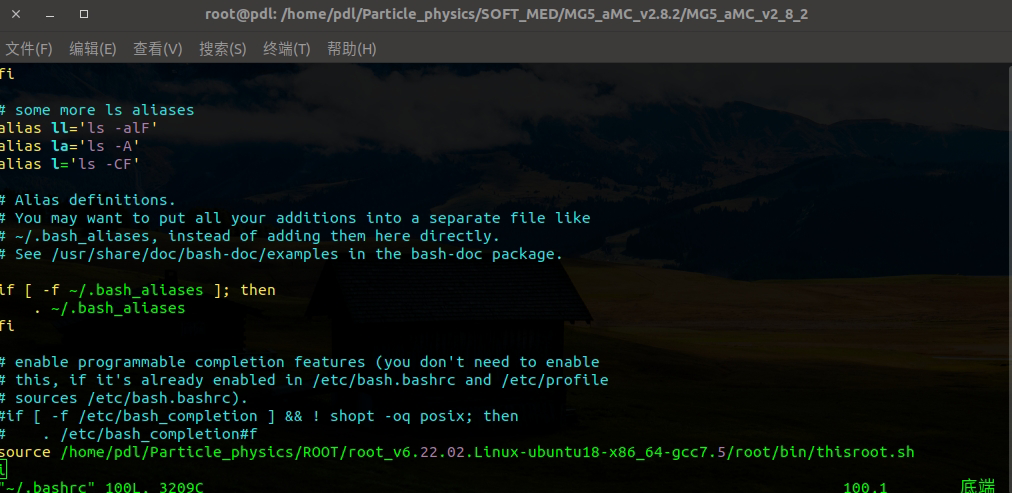 root@pdl: /home/pdl/Particle_physics/SOFT_MED/MG5_aMC_v2.8.2/MG5_aMC_v2_8_2
文件(F) 编辑(E) 查看(V) 搜索(S) 终端(T) 帮助(H)
fi
# some more ls aliases
alias ll='ls -alF'
alias la='ls -A'
alias l='ls -CF'
# Alias definitions.
# You may want to put all your additions into a separate file like
# ~/.bash_aliases, instead of adding them here directly.
# See /usr/share/doc/bash-doc/examples in the bash-doc package.
if [ -f ~/.bash_aliases ]; then
    . ~/.bash_aliases
fi
# enable programmable completion features (you don't need to enable
# this, if it's already enabled in /etc/bash.bashrc and /etc/profile
# sources /etc/bash.bashrc).
#if [ -f /etc/bash_completion ] && ! shopt -oq posix; then
#    . /etc/bash_completion#f
source /home/pdl/Particle_physics/ROOT/root_v6.22.02.Linux-ubuntu18-x86_64-gcc7.5/root/bin/thisroot.sh
"~/.bashrc" 100L, 3209C 100,1 底端